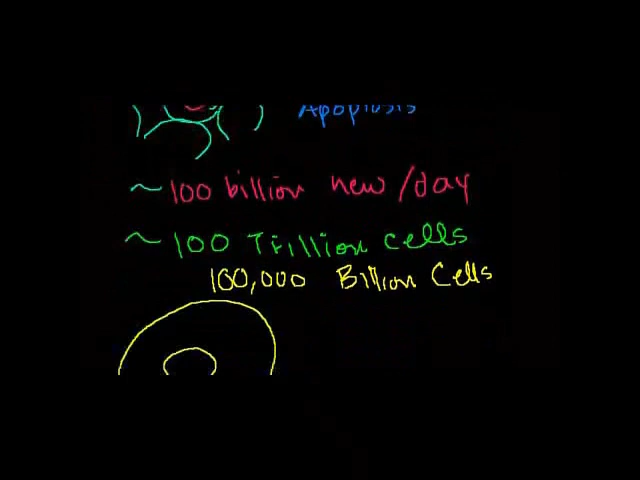 Apoptosis
~ 100 billion new/day
~ 100 Trillion cells
100,000 Billion Cells